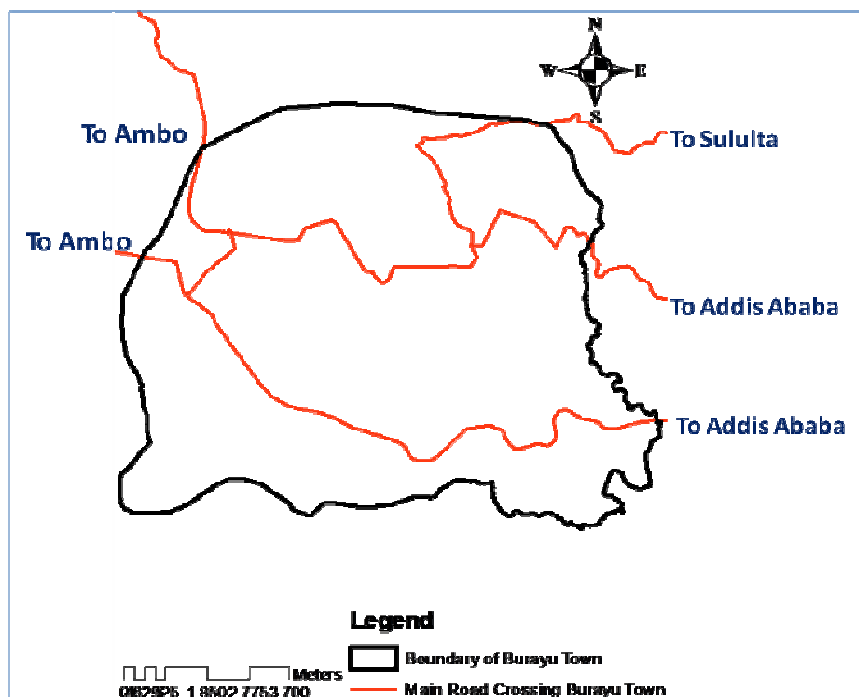 N
W E
S
To Ambo
To Sululta
To Ambo
To Addis Ababa
To Addis Ababa
Legend
Boundary of Burayu Town
Meters
Main Road Crossing Burayu Town